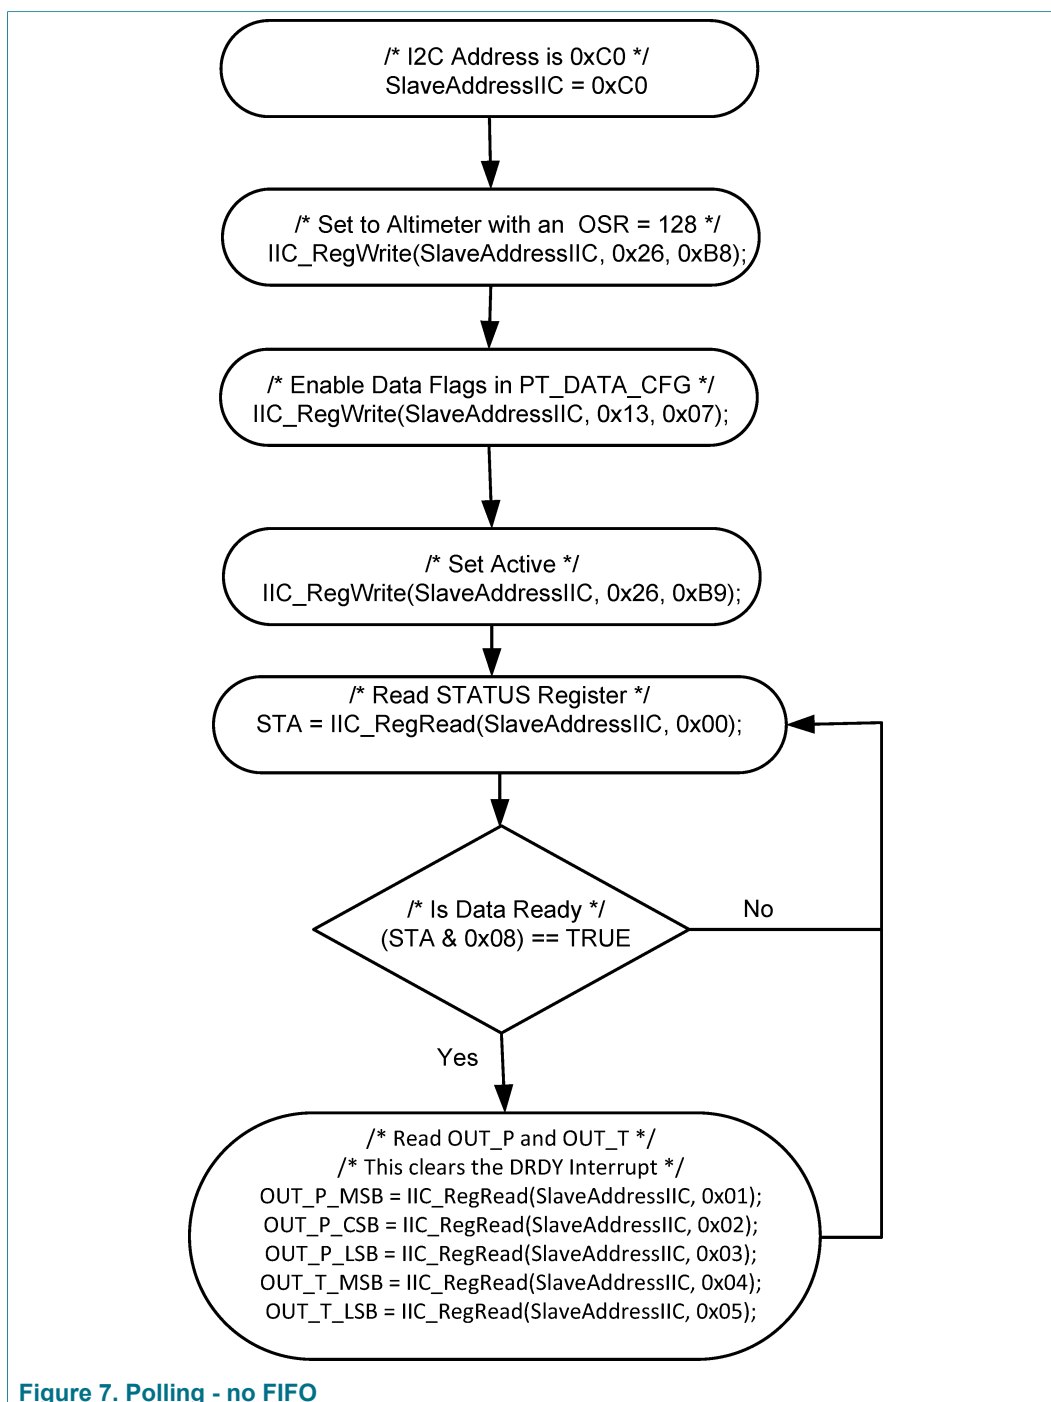 /* I2C Address is 0xC0 */
SlaveAddressIIC = 0xC0
/* Set to Altimeter with an  OSR = 128 */
IIC_RegWrite(SlaveAddressIIC, 0x26, 0xB8);
/* Enable Data Flags in PT_DATA_CFG */
IIC_RegWrite(SlaveAddressIIC, 0x13, 0x07);
/* Set Active */
IIC_RegWrite(SlaveAddressIIC, 0x26, 0xB9);
/* Read STATUS Register */
STA = IIC_RegRead(SlaveAddressIIC, 0x00);
/* Is Data Ready */
(STA & 0x08) == TRUE
No
Yes
/* Read OUT_P and OUT_T */
/* This clears the DRDY Interrupt */
OUT_P_MSB = IIC_RegRead(SlaveAddressIIC, 0x01);
OUT_P_CSB = IIC_RegRead(SlaveAddressIIC, 0x02);
OUT_P_LSB = IIC_RegRead(SlaveAddressIIC, 0x03);
OUT_T_MSB = IIC_RegRead(SlaveAddressIIC, 0x04);
OUT_T_LSB = IIC_RegRead(SlaveAddressIIC, 0x05);
Figure 7. Polling - no FIFO